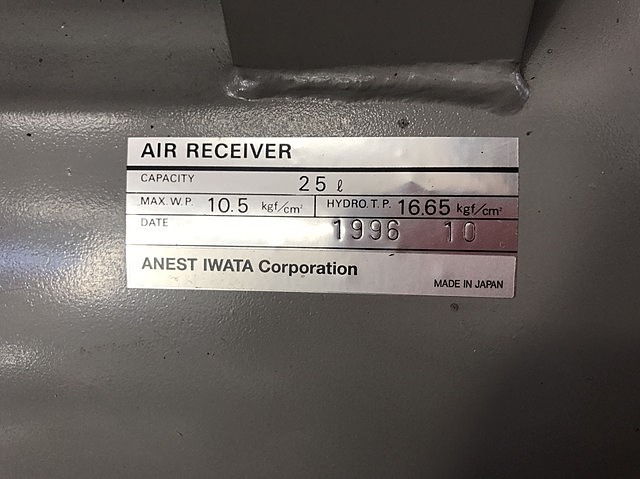 AIR RECEIVER
CAPACITY 25 ℓ
MAX. W. P. 10.5 kgf/cm² HYDRO. T. P. 16.65 kgf/cm²
DATE 1996 10
ANEST IWATA Corporation
MADE IN JAPAN